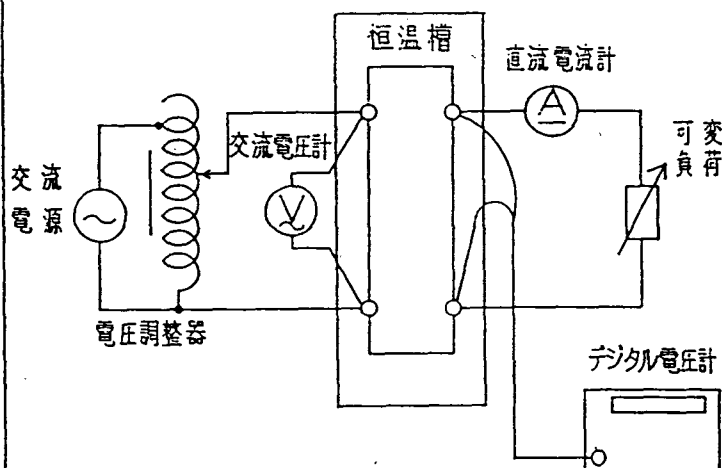 恒温槽
直流電流計
A
可変
負荷
交流電圧計
V
交流
電源
電圧調整器
デジタル電圧計